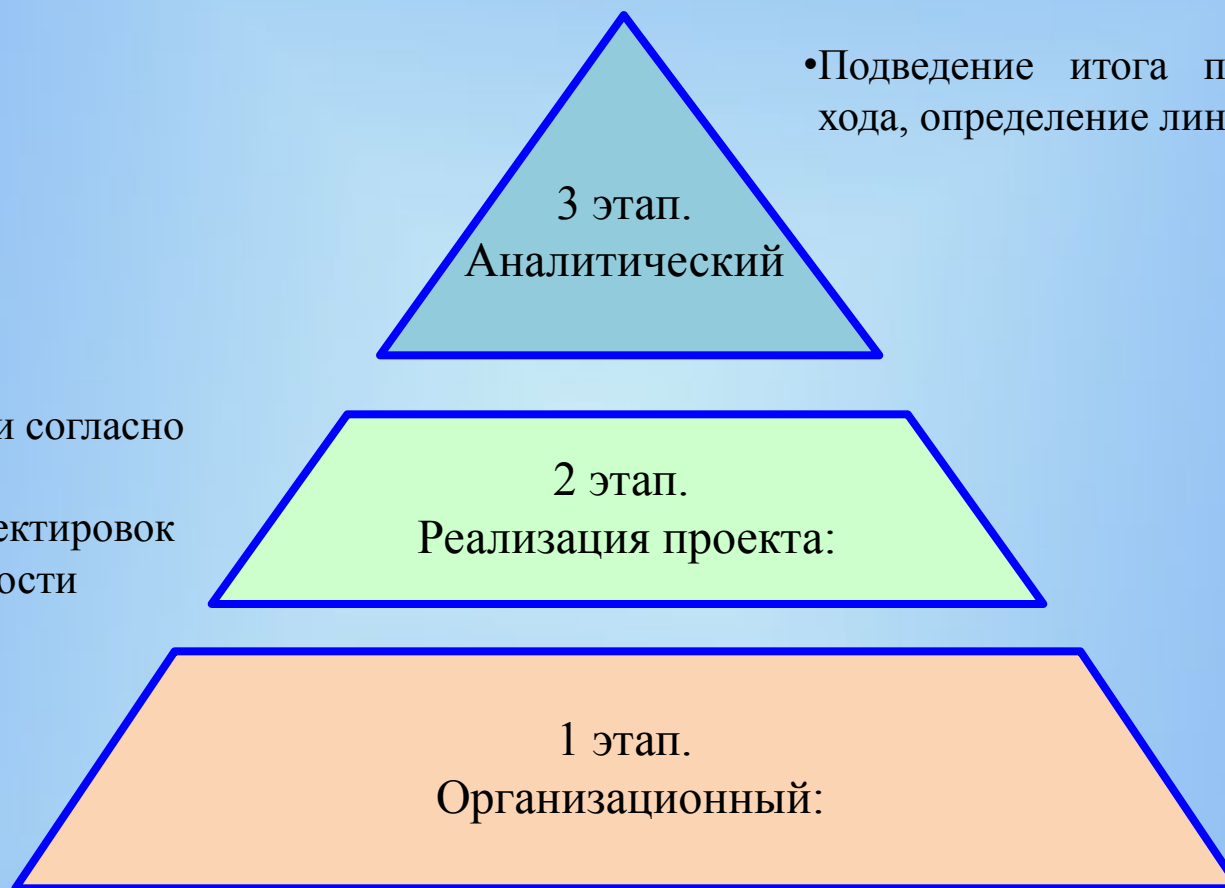 •Подведение итога
хода, определение
3 этап.
Аналитический
согласно
2 этап.
Реализация проекта:
1 этап.
Организационный: